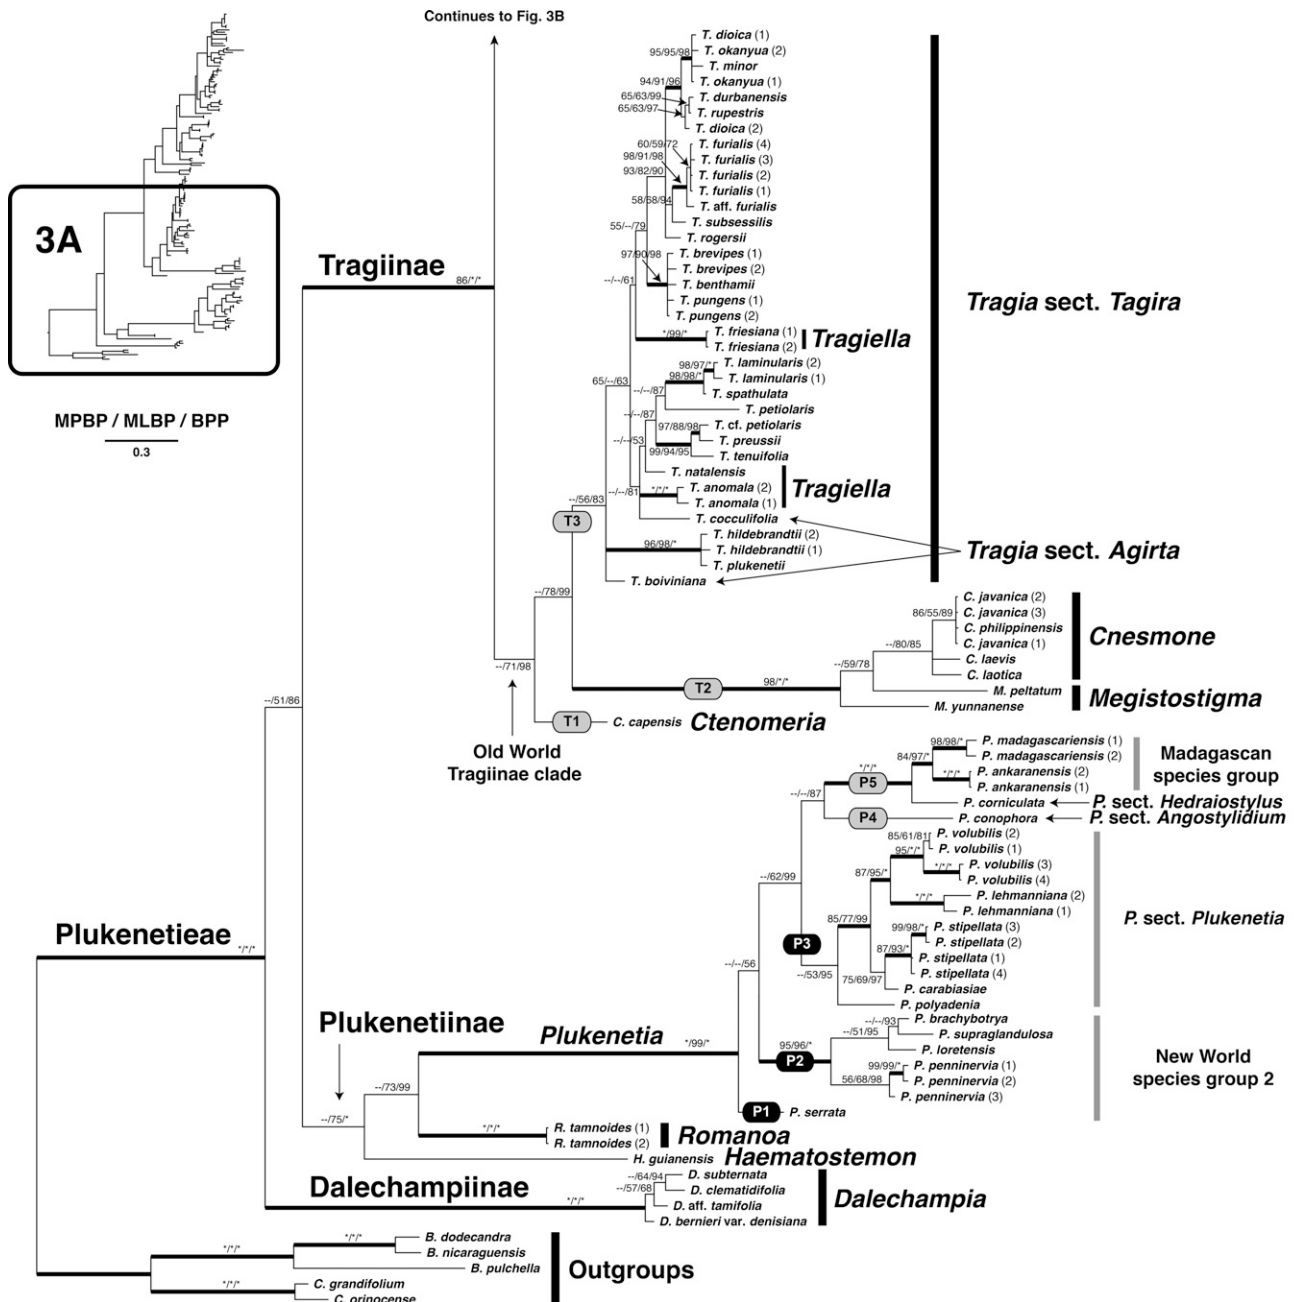 Continues to Fig. 3B
3A
MPBP / MLBP / BPP
0.3
Tragiinae
86/*/*
T. dioica (1)
95/95/98
T. okanyua (2)
T. minor
94/91/96
T. okanyua (1)
65/63/99
T. durbanensis
65/63/97
T. rupestris
T. dioica (2)
60/59/72
T. furialis (4)
98/91/98
T. furialis (3)
93/82/90
T. furialis (2)
T. furialis (1)
58/68/94
T. aff. furialis
T. subsessilis
55/--/79
T. rogersii
97/90/98
T. brevipes (1)
T. brevipes (2)
--/--/61
T. benthamii
T. pungens (1)
T. pungens (2)
Tragia sect. Tagira
*/99/*
T. friesiana (1)
T. friesiana (2)
Tragiella
98/97/*
T. laminularis (2)
98/98/*
T. laminularis (1)
65/--/63
--/--/87
T. spathulata
T. petiolaris
--/--/87
97/88/98
T. cf. petiolaris
--/--/53
T. preussii
99/94/95
T. tenuifolia
T. natalensis
--/--/81
*/*/*
T. anomala (2)
T. anomala (1)
Tragiella
--/56/83
T3
T. cocculifolia
T. hildebrandtii (2)
96/98/*
T. hildebrandtii (1)
T. plukenetii
T. boiviniana
Tragia sect. Agirta
--/78/99
C. javanica (2)
86/55/89
C. javanica (3)
C. philippinensis
C. javanica (1)
--/80/85
C. laevis
--/59/78
C. laotica
Cnesmone
--/71/98
T2
98/*/*
M. peltatum
M. yunnanense
Megistostigma
T1
C. capensis
Ctenomeria
Old World
Tragiinae clade
--/51/86
98/98/*
P. madagascariensis (1)
84/97/*
P. madagascariensis (2)
*/*/*
P5
*/*/*
P. ankaranensis (2)
P. ankaranensis (1)
Madagascan
species group
--/--/87
P. corniculata
P. sect. Hedraiostylus
P4
P. conophora
P. sect. Angostylidium
85/61/81
P. volubilis (2)
95/*/*
P. volubilis (1)
*/*/*
P. volubilis (3)
87/95/*
P. volubilis (4)
--/62/99
*/*/*
P. lehmanniana (2)
P. lehmanniana (1)
85/77/99
99/98/*
P. stipellata (3)
P3
P. stipellata (2)
87/93/*
P. stipellata (1)
--/53/95
75/69/97
P. stipellata (4)
P. carabiasiae
P. polyadenia
P. sect. Plukenetia
Plukenetieae
*/*/*
--/--/56
--/--/93
P. brachybotrya
--/51/95
P. supraglandulosa
P. loretensis
Plukenetiinae
Plukenetia
*/99/*
95/96/*
P2
99/99/*
P. penninervia (1)
56/68/98
P. penninervia (2)
P. penninervia (3)
New World
species group 2
--/73/99
P1
P. serrata
--/75/*
*/*/*
R. tamnoides (1)
R. tamnoides (2)
Romanoa
H. guianensis
Haematostemon
Dalechampiinae
*/*/*
--/64/94
D. subternata
--/57/68
D. clematidifolia
D. aff. tamifolia
D. bernieri var. denisiana
Dalechampia
*/*/*
*/*/*
B. dodecandra
B. nicaraguensis
B. pulchella
*/*/*
C. grandifolium
C. orinocense
Outgroups